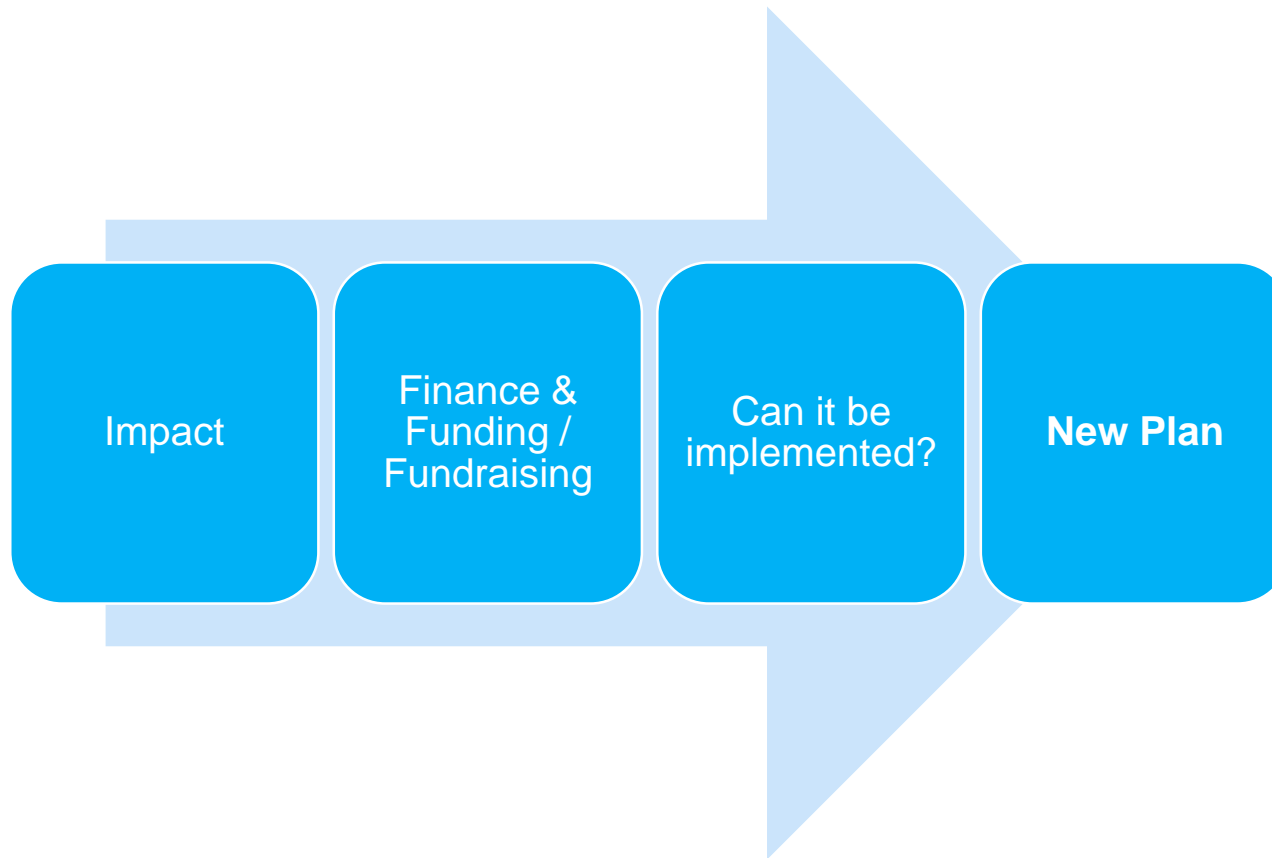 Impact
Finance &
Funding /
Fundraising
Can it be
implemented?
New Plan